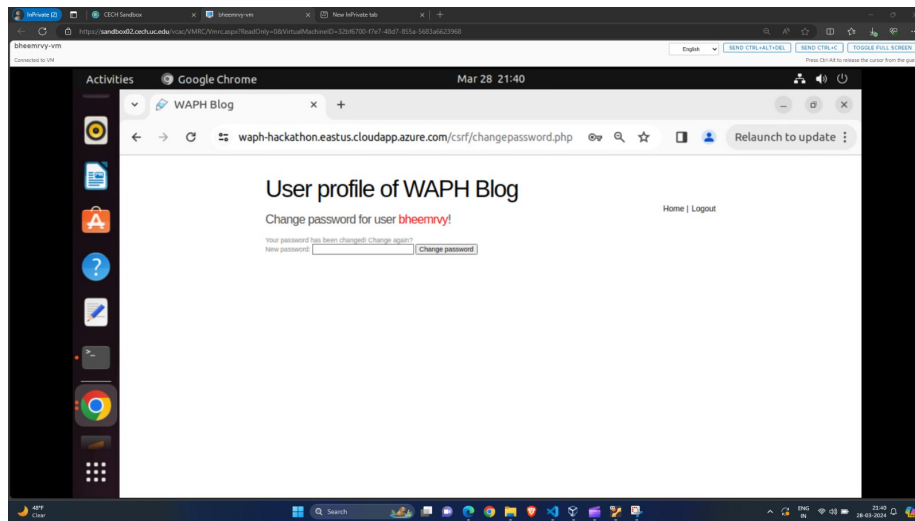 InPrivate (2)
CECH Sandbox
bheemrvy-vm
New InPrivate tab
https://sandbox02.cech.uc.edu/vcac/VMRC/Vmrc.aspx?ReadOnly=0&VirtualMachineID=
bheemrvy-vm
English
SEND CTRL+ALT+DEL
SEND CTRL+C
TOGGLE FULL SCREEN
Connected to VM
Press Ctrl-Alt to release the cursor from the gue
Activities
Google Chrome
Mar 28 21:40
WAPH Blog
waph-hackathon.eastus.cloudapp.azure.com/csrf/changepassword.php
Relaunch to update
User profile of WAPH Blog
Home | Logout
Change password for user bheemrvy!
Your password has been changed! Change again?
New password:
Change password
48°F
Clear
Search
ENG
IN
21:40
28-03-2024